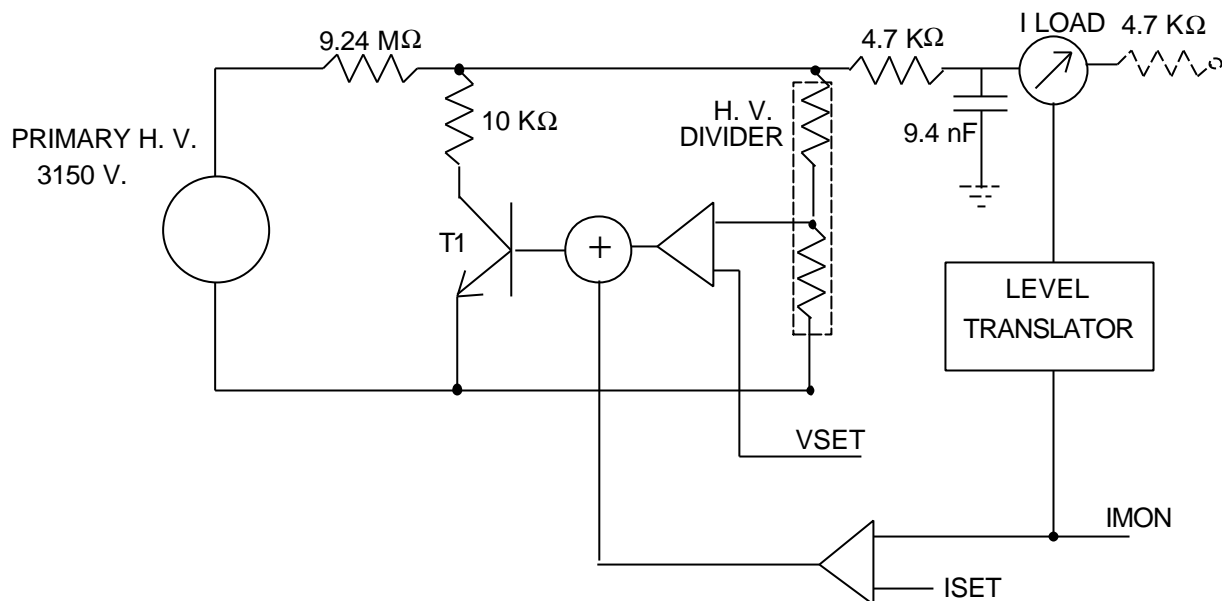 I LOAD
9.24 MΩ
4.7 KΩ
4.7 KΩ
PRIMARY H. V.
3150 V.
10 KΩ
H. V.
DIVIDER
9.4 nF
T1
+
LEVEL
TRANSLATOR
VSET
IMON
ISET